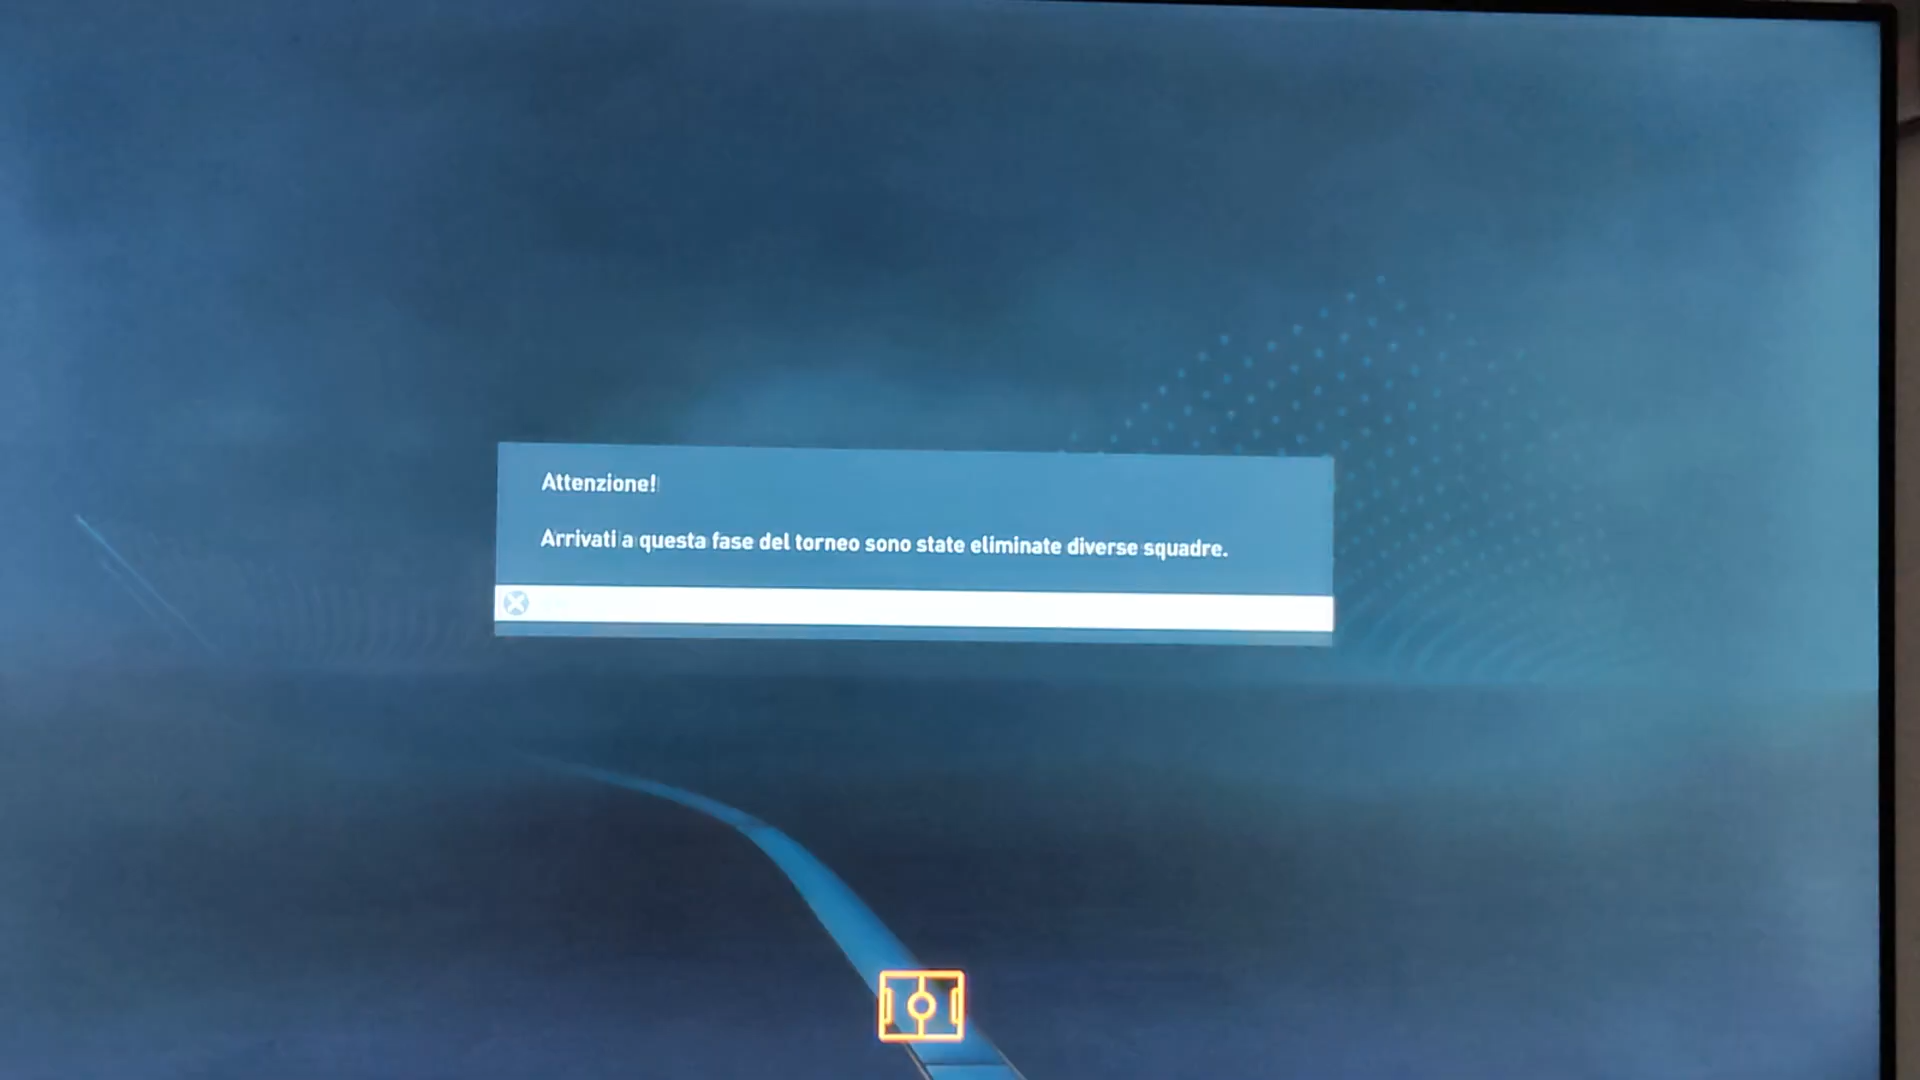 Attenzione!
Arrivati a questa fase del torneo sono state eliminate diverse squadre.